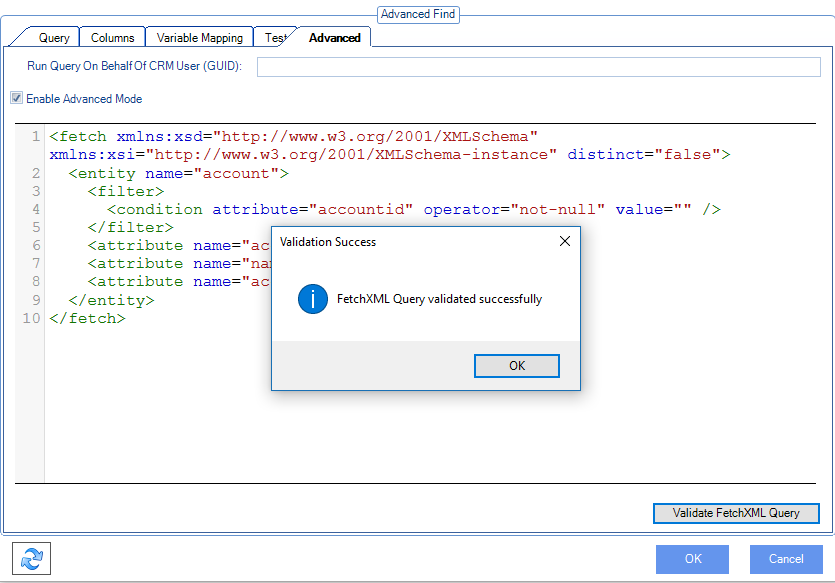 Advanced Find
Query Columns Variable Mapping Test Advanced
Run Query On Behalf Of CRM User (GUID):
Enable Advanced Mode
1 <fetch xmlns:xsd="http://www.w3.org/2001/XMLSchema"
xmlns:xsi="http://www.w3.org/2001/XMLSchema-instance" distinct="false">
2 <entity name="account">
3 <filter>
4 <condition attribute="accountid" operator="not-null" value="" />
5 </filter>
6 <attribute name="ac
7 <attribute name="na
8 <attribute name="ac
9 </entity>
10 </fetch>
Validation Success
FetchXML Query validated successfully
OK
Validate FetchXML Query
OK Cancel